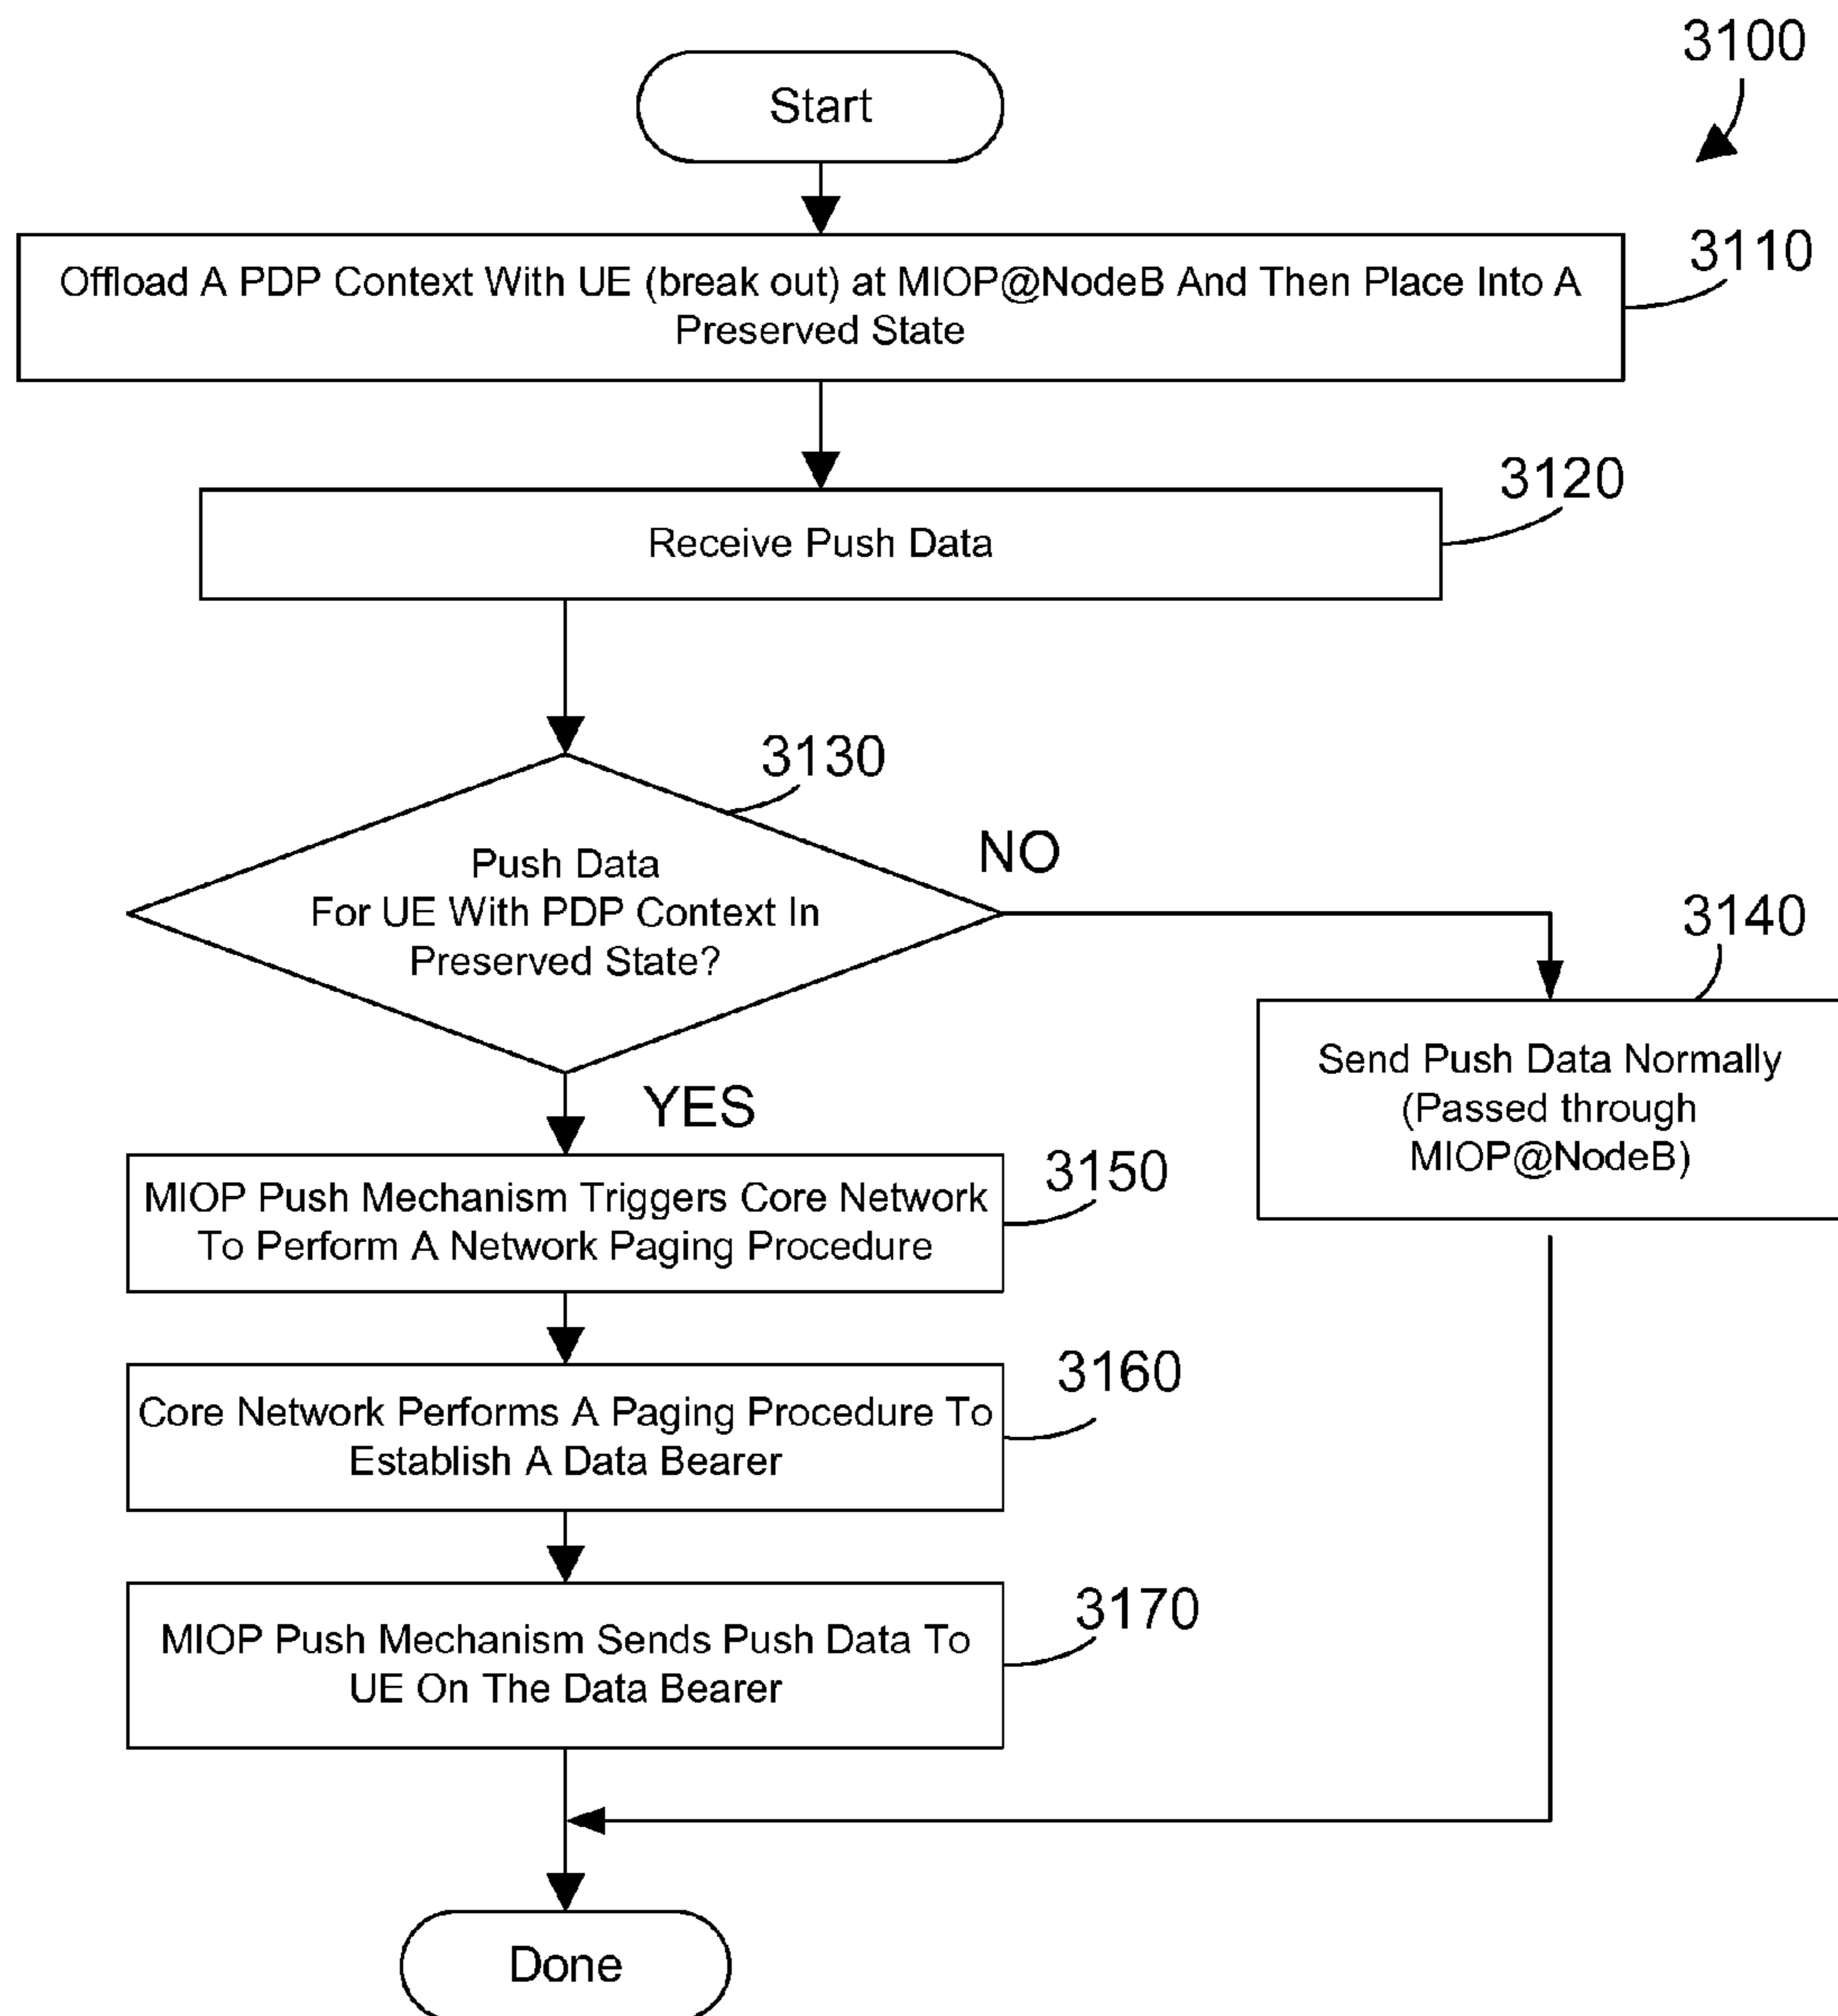 3100
Start
3110
Offload A PDP Context With UE (break out) at MIOP@NodeB And Then Place Into A
Preserved State
3120
Receive Push Data
3130
Push Data
For UE With PDP Context In
Preserved State?
NO
3140
Send Push Data Normally
(Passed through
MIOP@NodeB)
YES
3150
MIOP Push Mechanism Triggers Core Network
To Perform A Network Paging Procedure
3160
Core Network Performs A Paging Procedure To
Establish A Data Bearer
3170
MIOP Push Mechanism Sends Push Data To
UE On The Data Bearer
Done